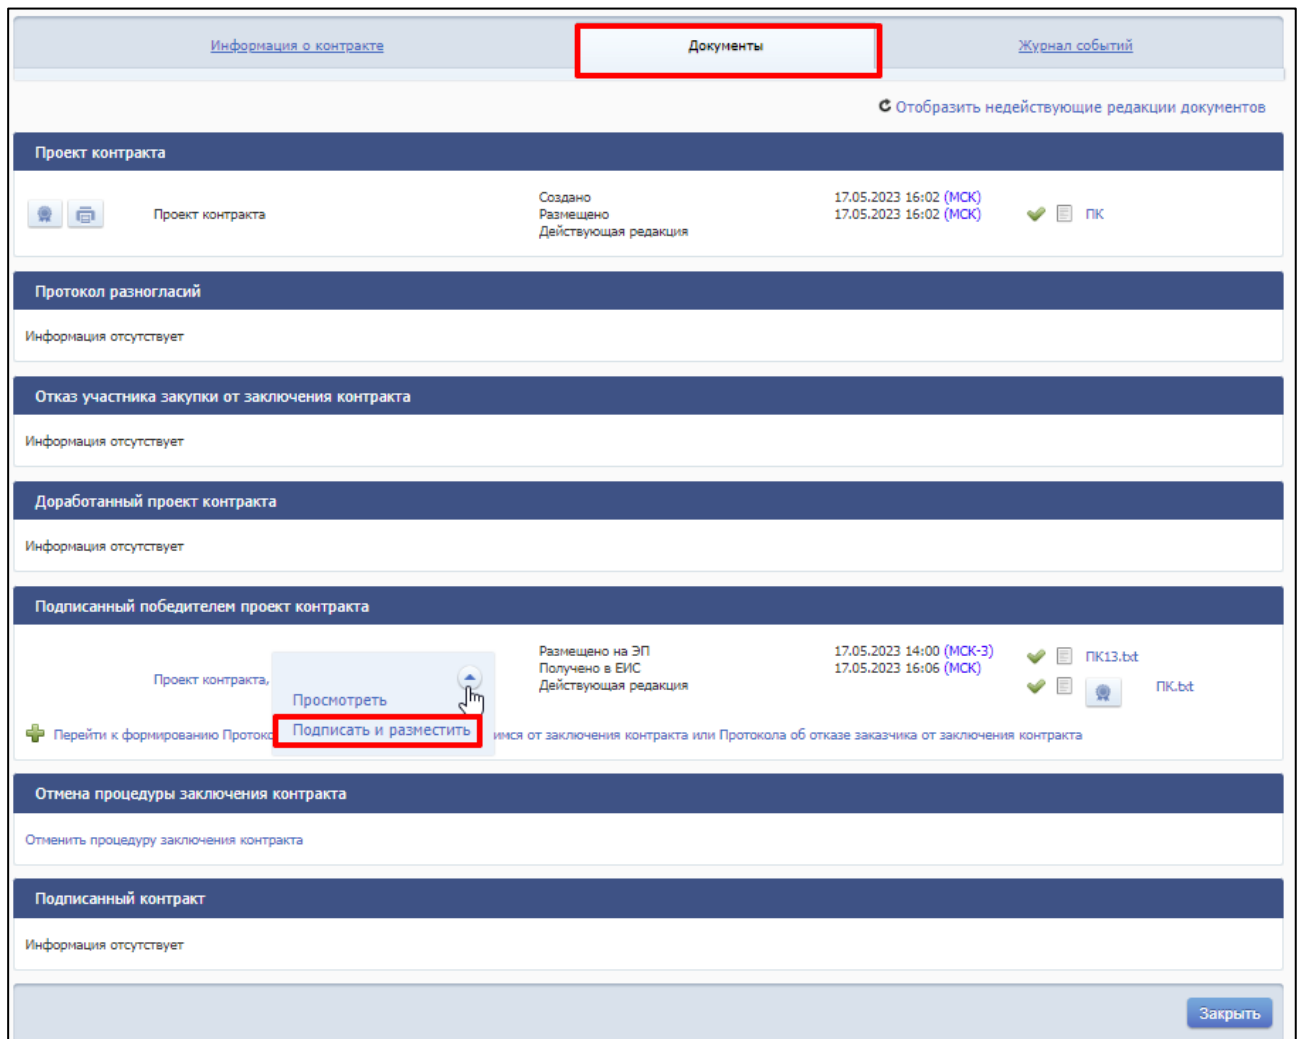 Информация о контракте
Документы
Журнал событий
Отобразить недействующие редакции документов
Проект контракта
Проект контракта
Создано 17.05.2023 16:02 (МСК)
Размещено 17.05.2023 16:02 (МСК)
Действующая редакция
ПК
Протокол разногласий
Информация отсутствует
Отказ участника закупки от заключения контракта
Информация отсутствует
Доработанный проект контракта
Информация отсутствует
Подписанный победителем проект контракта
Проект контракта,
Просмотреть
Подписать и разместить
Размещено на ЭП 17.05.2023 14:00 (МСК-3)
Получено в ЕИС 17.05.2023 16:06 (МСК)
Действующая редакция
ПК13.txt
ПК.txt
Перейти к формированию от заключения контракта или Протокола об отказе заказчика от заключения контракта
Отмена процедуры заключения контракта
Отменить процедуру заключения контракта
Подписанный контракт
Информация отсутствует
Закрыть